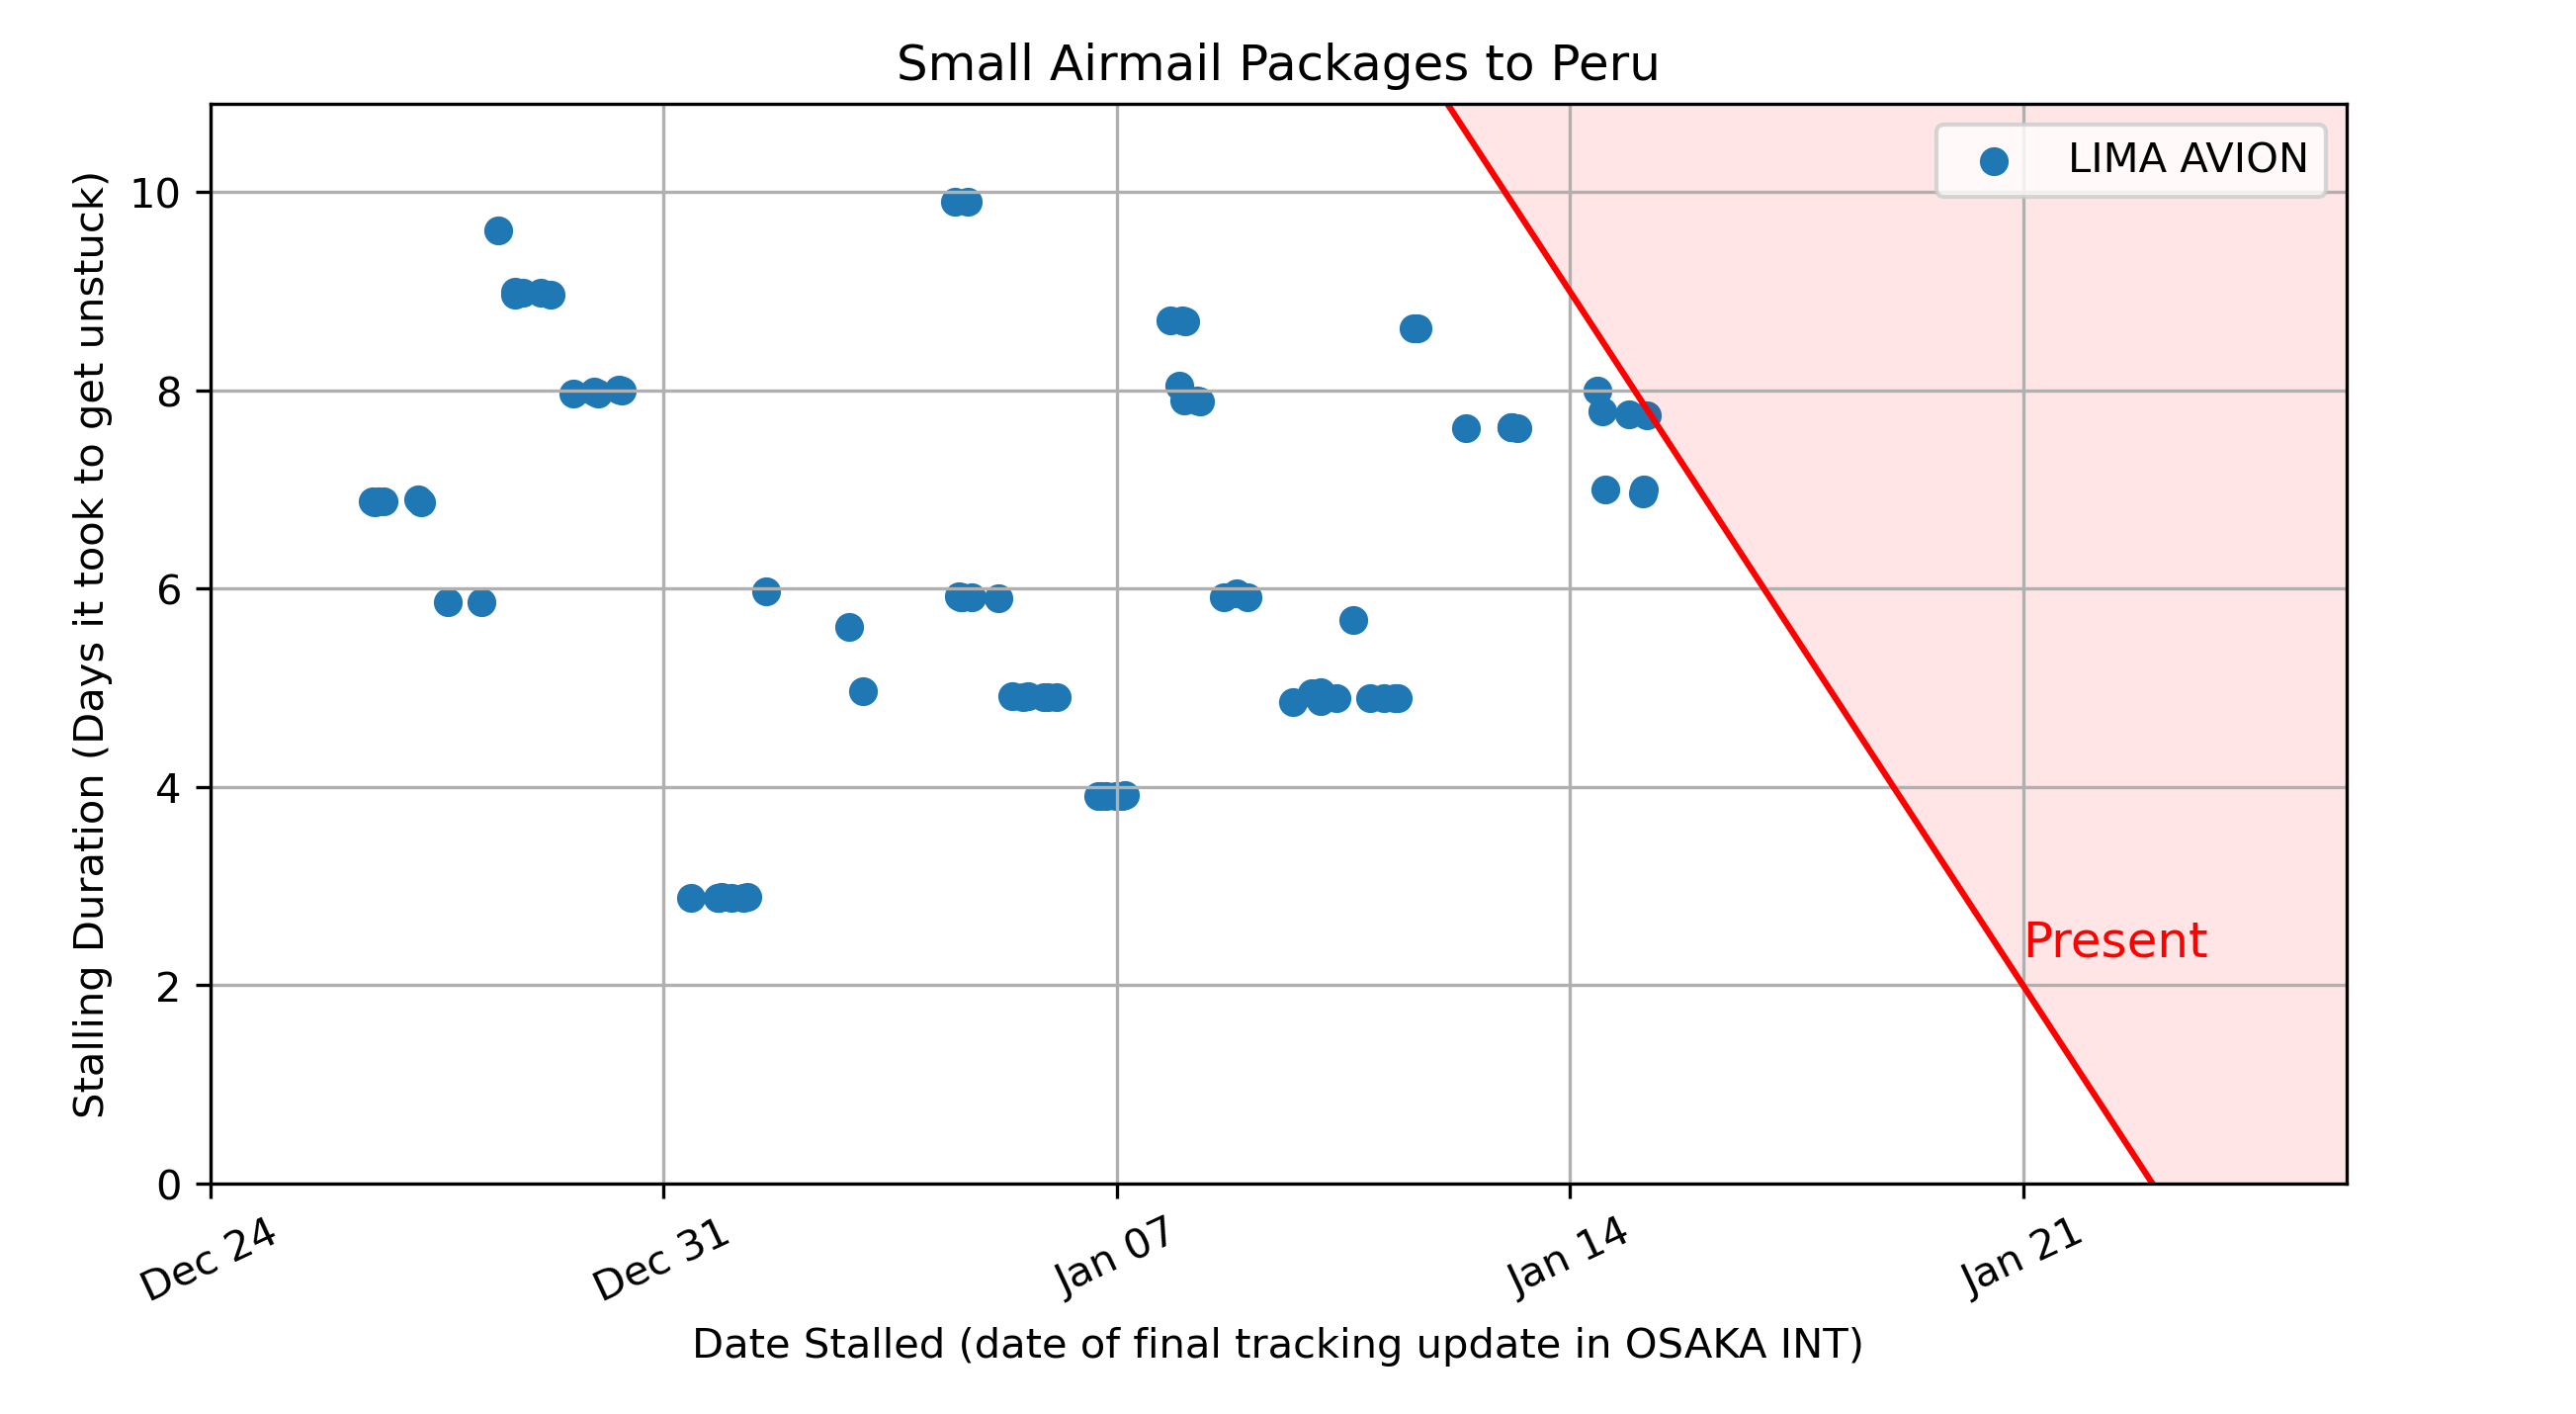 Small Airmail Packages to Peru
LIMA AVION
Stalling Duration (Days it took to get unstuck)
10
8
6
4
2
0
Present
Dec 24
Dec 31
Jan 07
Jan 14
Jan 21
Date Stalled (date of final tracking update in OSAKA INT)